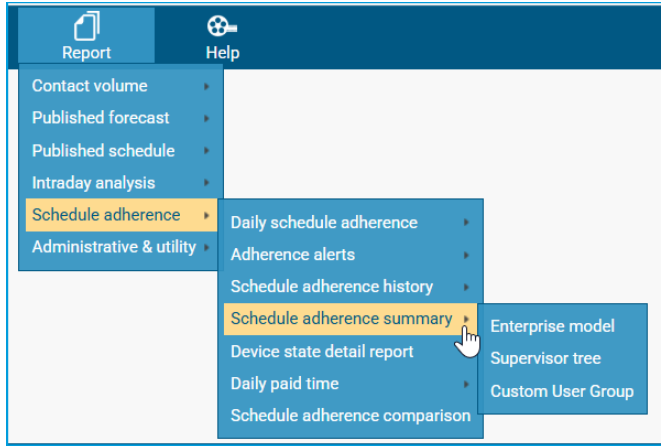 Report
Help
Contact volume
Published forecast
Published schedule
Intraday analysis
Schedule adherence
Administrative & utility
Daily schedule adherence
Adherence alerts
Schedule adherence history
Schedule adherence summary
Device state detail report
Daily paid time
Schedule adherence comparison
Enterprise model
Supervisor tree
Custom User Group